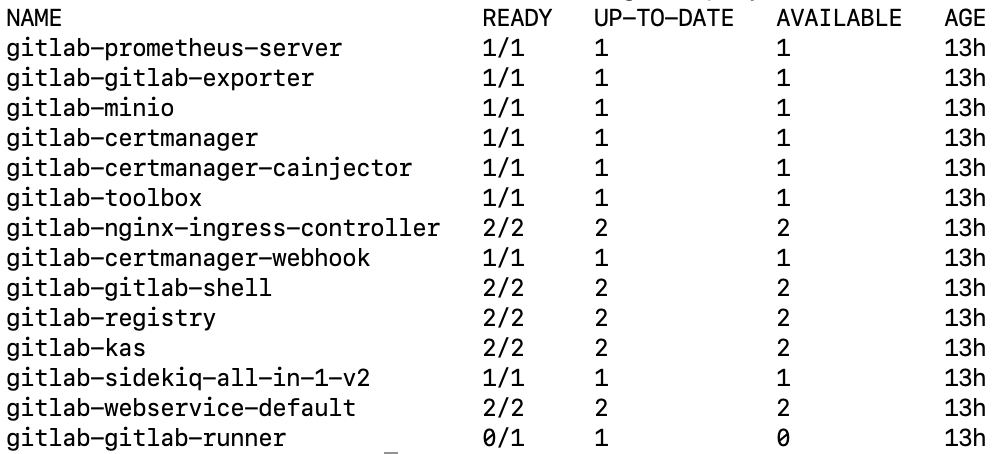 NAME READY UP-TO-DATE AVAILABLE AGE
gitlab-prometheus-server 1/1 1 1 13h
gitlab-gitlab-exporter 1/1 1 1 13h
gitlab-minio 1/1 1 1 13h
gitlab-certmanager 1/1 1 1 13h
gitlab-certmanager-cainjector 1/1 1 1 13h
gitlab-toolbox 1/1 1 1 13h
gitlab-nginx-ingress-controller 2/2 2 2 13h
gitlab-certmanager-webhook 1/1 1 1 13h
gitlab-gitlab-shell 2/2 2 2 13h
gitlab-registry 2/2 2 2 13h
gitlab-kas 2/2 2 2 13h
gitlab-sidekiq-all-in-1-v2 1/1 1 1 13h
gitlab-webservice-default 2/2 2 2 13h
gitlab-gitlab-runner 0/1 1 0 13h